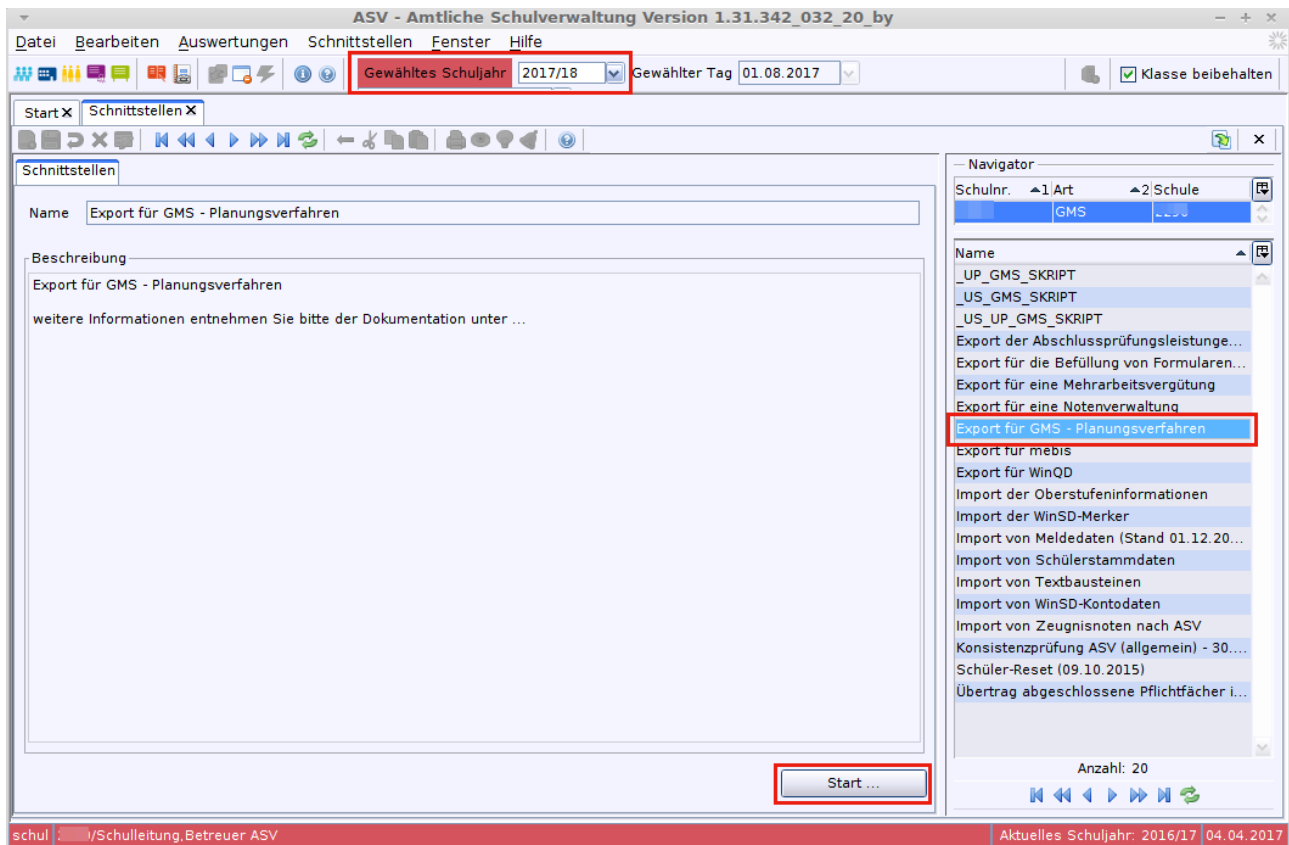 ASV - Amtliche Schulverwaltung Version 1.31.342_032_20_by
Datei Bearbeiten Auswertungen Schnittstellen Fenster Hilfe
Gewähltes Schuljahr 2017/18 Gewählter Tag 01.08.2017 Klasse beibehalten
Start Schnittstellen
Schnittstellen
Name Export für GMS - Planungsverfahren
Beschreibung
Export für GMS - Planungsverfahren
weitere Informationen entnehmen Sie bitte der Dokumentation unter ...
Start ...
Navigator
Schulnr. 1 Art 2 Schule
GMS
Name
_UP_GMS_SKRIPT
_US_GMS_SKRIPT
_US_UP_GMS_SKRIPT
Export der Abschlussprüfungsleistunge...
Export für die Befüllung von Formularen...
Export für eine Mehrarbeitsvergütung
Export für eine Notenverwaltung
Export für GMS - Planungsverfahren
Export für mebis
Export für WinQD
Import der Oberstufeninformationen
Import der WinSD-Merker
Import von Meldedaten (Stand 01.12.20...
Import von Schülerstammdaten
Import von Textbausteinen
Import von WinSD-Kontodaten
Import von Zeugnisnoten nach ASV
Konsistenzprüfung ASV (allgemein) - 30....
Schüler-Reset (09.10.2015)
Übertrag abgeschlossene Pflichtfächer i...
Anzahl: 20
schul /Schulleitung,Betreuer ASV
Aktuelles Schuljahr: 2016/17 04.04.2017